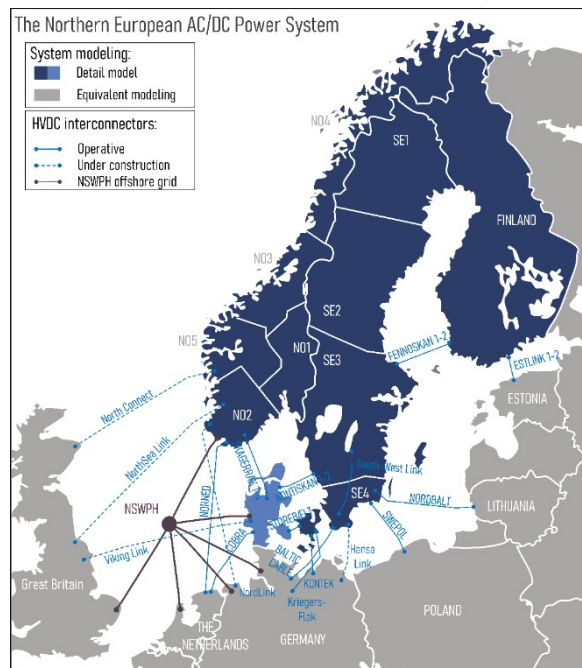 The Northern European AC/DC Power System
System modeling:
Detail model
Equivalent modeling
HVDC interconnectors:
Operative
Under construction
NSWPH offshore grid
NO4
SE1
FINLAND
NO3
SE2
NO5
NO1
SE3
FENNOSKAN 1-2
ESTLINK 1-2
ESTONIA
North Connect
NO2
NorthSea Link
South-West Link
SE4
NORDBALT
LITHUANIA
NSWPH
NORNED
STOREBÆLT
SWEPOL
COBRA
Viking Link
BALTIC
CABLE
Hansa
Link
KONTEK
Great Britain
NordLink
Kriegers-
Flak
POLAND
THE
NETHERLANDS
GERMANY